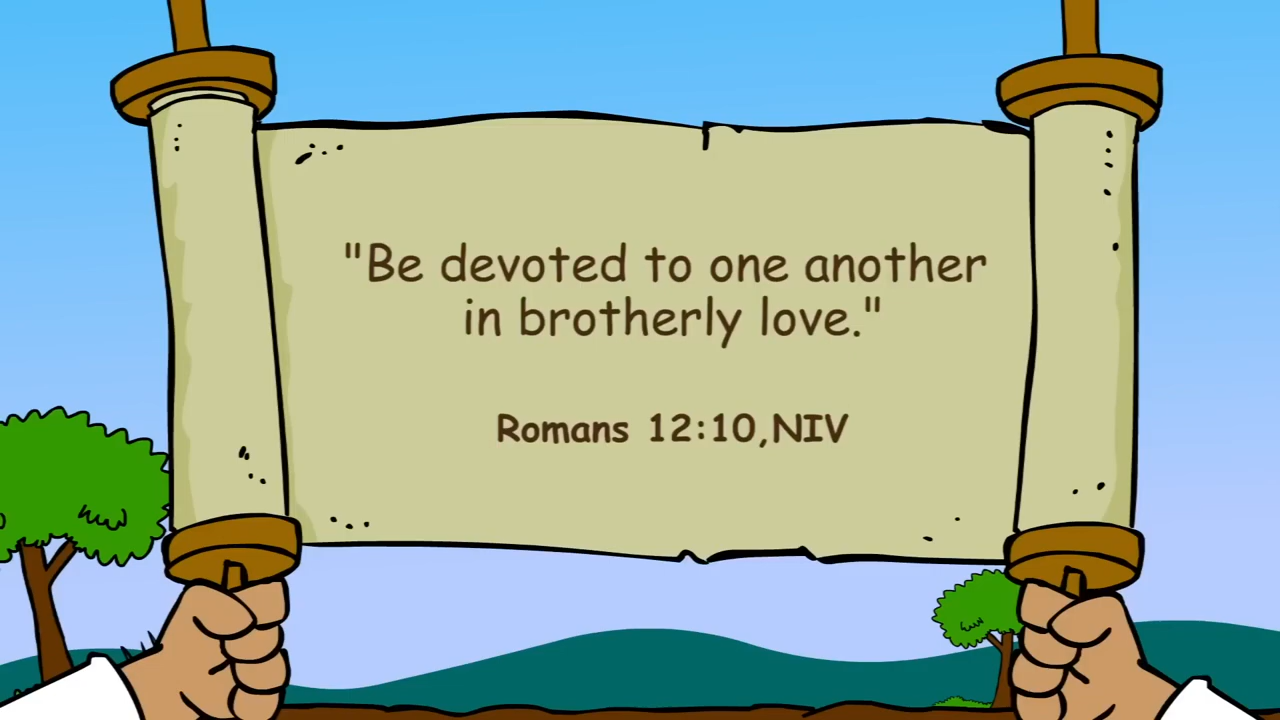 "Be devoted to one another
in brotherly love."
Romans 12:10,NIV